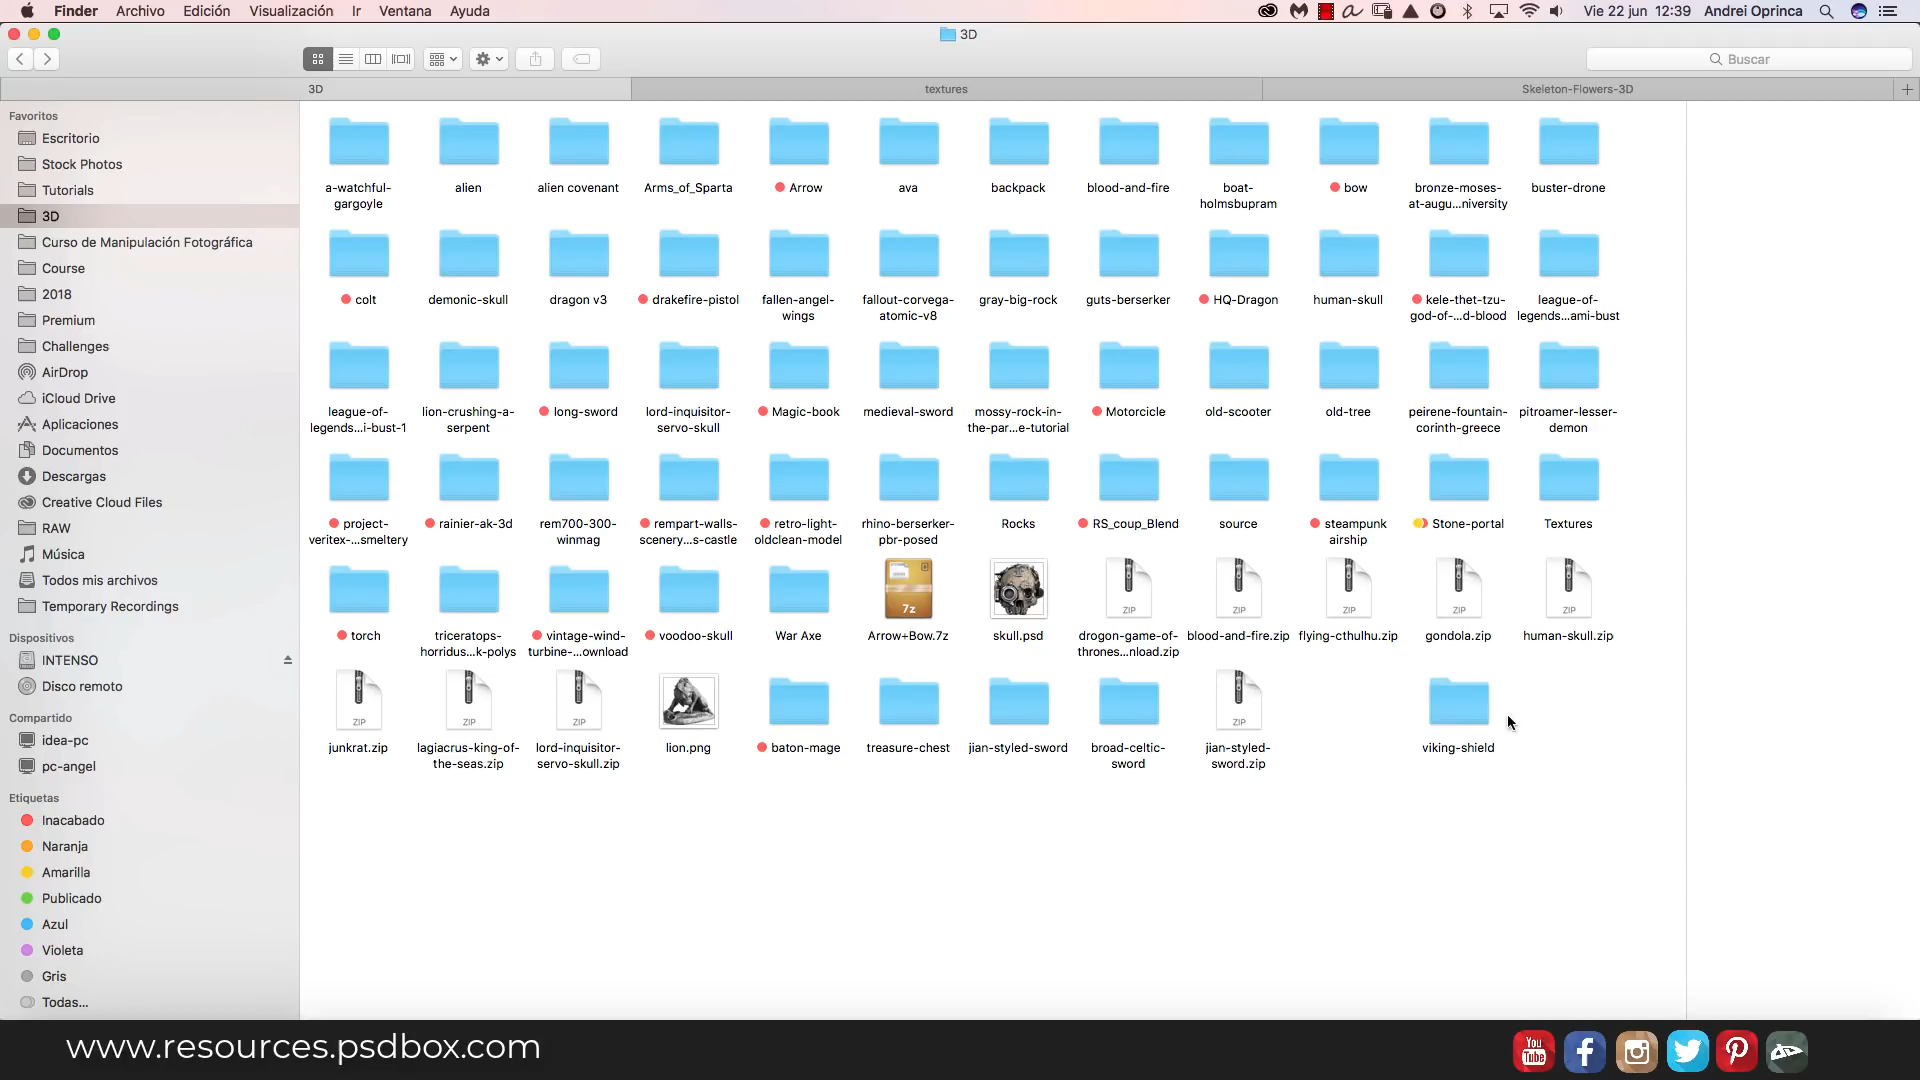 Finder Archivo Edición Visualización Ir Ventana Ayuda Vie 22 jun 12:39 Andrei Oprinca
3D
Buscar
3D textures Skeleton-Flowers-3D
Favoritos
Escritorio
Stock Photos
Tutorials
3D
Curso de Manipulación Fotográfica
Course
2018
Premium
Challenges
AirDrop
iCloud Drive
Aplicaciones
Documentos
Descargas
Creative Cloud Files
RAW
Música
Todos mis archivos
Temporary Recordings
Dispositivos
INTENSO
Disco remoto
Compartido
idea-pc
pc-angel
Etiquetas
Inacabado
Naranja
Amarilla
Publicado
Azul
Violeta
Gris
Todas...
a-watchful- alien alien covenant Arms_of_Sparta Arrow ava backpack blood-and-fire boat- bow bronze-moses- buster-drone
gargoyle holmsbupram at-augu...niversity
colt demonic-skull dragon v3 drakefire-pistol fallen-angel- fallout-corvega- gray-big-rock guts-berserker HQ-Dragon human-skull kele-thet-tzu- league-of-
wings atomic-v8 god-of-...d-blood legends...ami-bust
league-of- lion-crushing-a- long-sword lord-inquisitor- Magic-book medieval-sword mossy-rock-in- Motorcicle old-scooter old-tree peirene-fountain- pitroamer-lesser-
legends...i-bust-1 serpent servo-skull the-par...e-tutorial corinth-greece demon
project- rainier-ak-3d rem700-300- rempart-walls- retro-light- rhino-berserker- Rocks RS_coup_Blend source steampunk Stone-portal Textures
veritex-...smeltery winmag scenery...s-castle oldclean-model pbr-posed airship
7z ZIP ZIP ZIP ZIP ZIP
torch triceratops- vintage-wind- voodoo-skull War Axe Arrow+Bow.7z skull.psd drogon-game-of- blood-and-fire.zip flying-cthulhu.zip gondola.zip human-skull.zip
horridus...k-polys turbine-...ownload thrones...nload.zip
ZIP ZIP ZIP ZIP
junkrat.zip lagiacrus-king-of- lord-inquisitor- lion.png baton-mage treasure-chest jian-styled-sword broad-celtic- jian-styled- viking-shield
the-seas.zip servo-skull.zip sword sword.zip
www.resources.psdbox.com
You
Tube